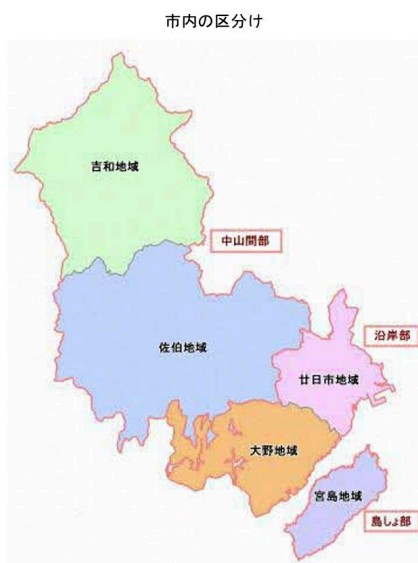 市内の区分け
吉和地域
中山間部
佐伯地域
沿岸部
廿日市地域
大野地域
宮島地域
島しょ部